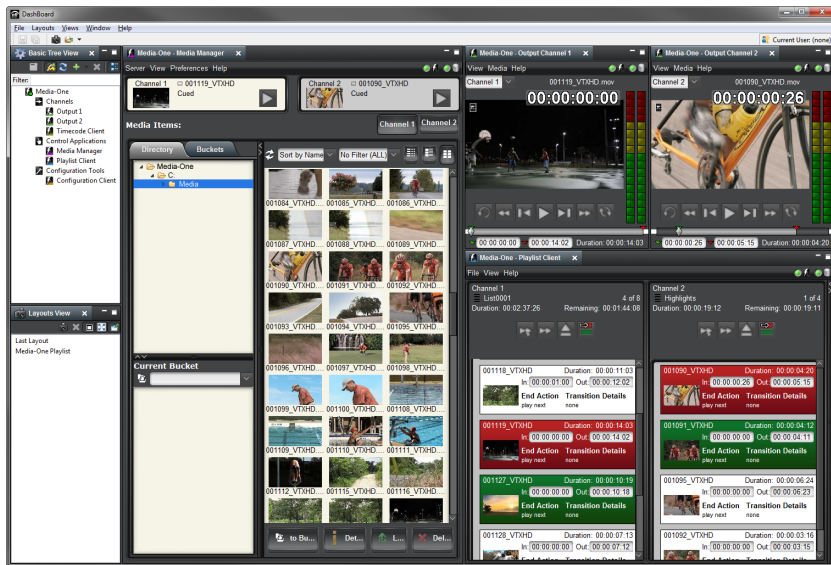 DashBoard
File Layouts Views Window Help
Current User: (none)
Basic Tree View
Filter:
Media-One
Channels
Output 1
Output 2
Timecode Client
Control Applications
Media Manager
Playlist Client
Configuration Tools
Configuration Client
Layouts View
Last Layout
Media-One Playlist
Media-One - Media Manager
Server View Preferences Help
Channel 1 001119_VTXHD
Cued
Channel 2 001090_VTXHD
Cued
Media Items:
Channel 1 Channel 2
Directory Buckets
Media-One
C:
Media
Current Bucket
Sort by Name No Filter (ALL)
001084_VTXHD... 001085_VTXHD... 001086_VTXHD...
001087_VTXHD... 001088_VTXHD... 001089_VTXHD...
001090_VTXHD... 001091_VTXHD... 001092_VTXHD...
001093_VTXHD... 001094_VTXHD... 001095_VTXHD...
001096_VTXHD... 001097_VTXHD... 001098_VTXHD...
001099_VTXHD... 001100_VTXHD... 001108_VTXHD...
001109_VTXHD... 001110_VTXHD... 001111_VTXHD...
001112_VTXHD... 001115_VTXHD... 001116_VTXHD...
to Bu... Det... L... Del...
Media-One - Output Channel 1
View Media Help
Channel 1 001119_VTXHD.mov
00:00:00:00
00:00:00:00 00:00:14:02 Duration: 00:00:14:03
Media-One - Output Channel 2
View Media Help
Channel 2 001090_VTXHD.mov
00:00:00:26
00:00:00:26 00:00:05:15 Duration: 00:00:04:20
Media-One - Playlist Client
File View Help
Channel 1
List0001 4 of 8
Duration: 00:02:37:26 Remaining: 00:01:44:08
001118_VTXHD Duration: 00:00:11:03
In: 00:00:01:00 Out: 00:00:12:02
End Action Transition Details
play next none
001119_VTXHD Duration: 00:00:14:03
In: 00:00:00:00 Out: 00:00:14:02
End Action Transition Details
play next none
001127_VTXHD Duration: 00:00:10:19
In: 00:00:00:00 Out: 00:00:10:18
End Action Transition Details
play next none
001128_VTXHD Duration: 00:00:07:13
In: 00:00:00:00 Out: 00:00:07:12
End Action Transition Details
Channel 2
Highlights 1 of 4
Duration: 00:00:19:12 Remaining: 00:00:19:11
001090_VTXHD Duration: 00:00:04:20
In: 00:00:00:26 Out: 00:00:05:15
End Action Transition Details
play next none
001091_VTXHD Duration: 00:00:04:12
In: 00:00:00:00 Out: 00:00:04:11
End Action Transition Details
play next none
001095_VTXHD Duration: 00:00:06:24
In: 00:00:00:00 Out: 00:00:06:23
End Action Transition Details
play next none
001092_VTXHD Duration: 00:00:03:16
In: 00:00:00:00 Out: 00:00:03:15
End Action Transition Details